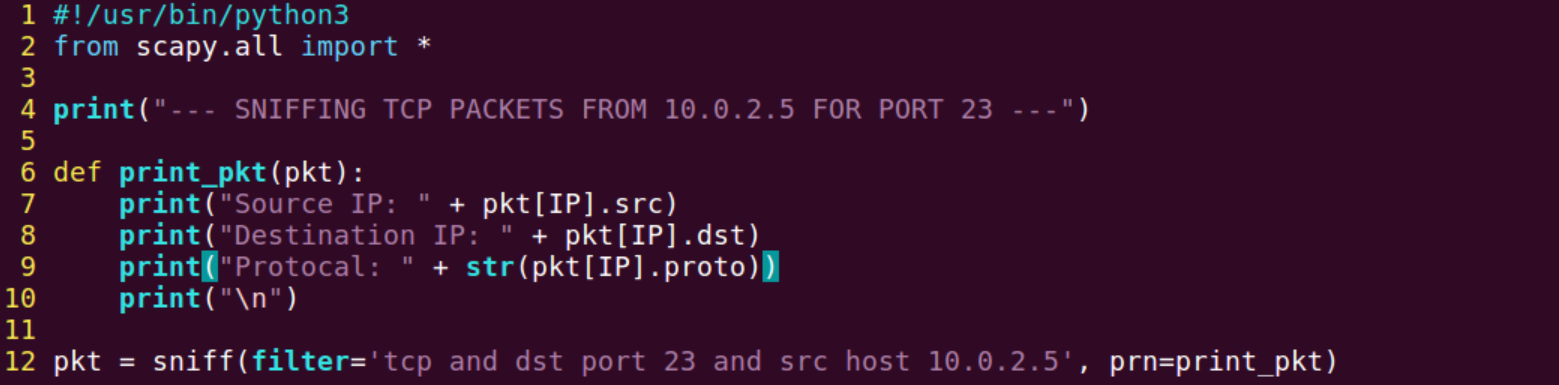 1 #!/usr/bin/python3
2 from scapy.all import *
3
4 print("--- SNIFFING TCP PACKETS FROM 10.0.2.5 FOR PORT 23 ---")
5
6 def print_pkt(pkt):
7     print("Source IP: " + pkt[IP].src)
8     print("Destination IP: " + pkt[IP].dst)
9     print("Protocal: " + str(pkt[IP].proto))
10     print("\n")
11
12 pkt = sniff(filter='tcp and dst port 23 and src host 10.0.2.5', prn=print_pkt)